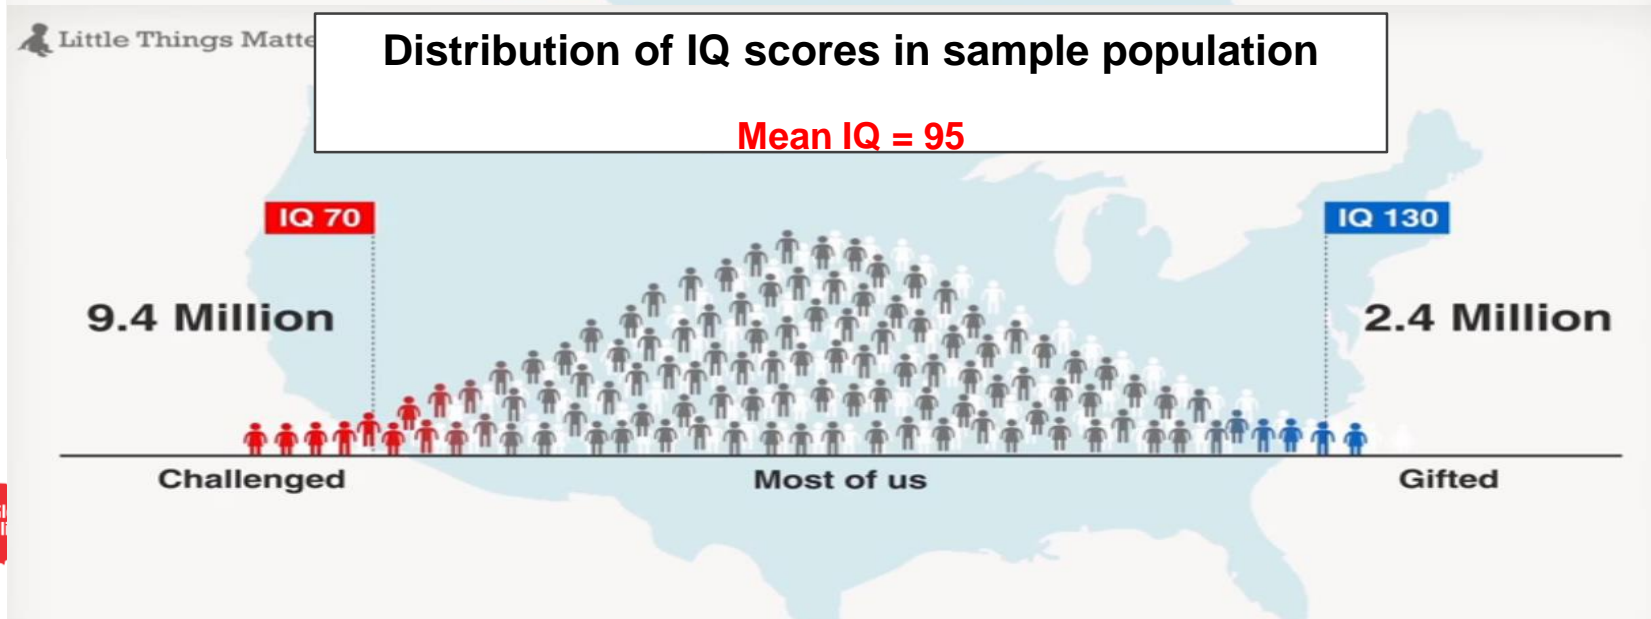 Little Things Matte
Distribution of IQ scores in sample population
Mean IQ = 95
IQ 70
IQ 130
9.4 Million
2.4 Million
Challenged
Most of us
Gifted